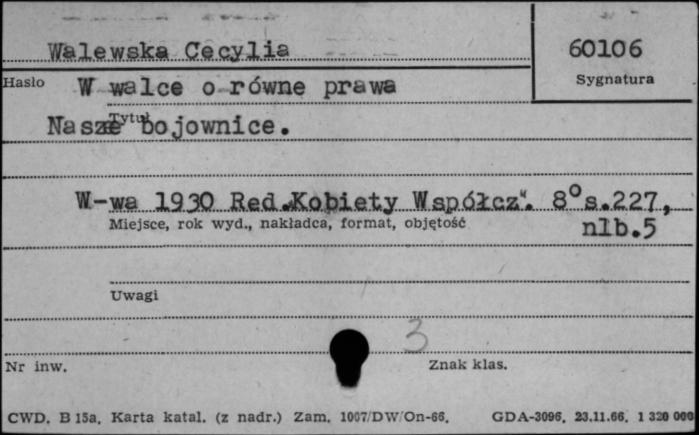 Walewska Cecylia
60106
Hasło
Sygnatura
W walce o równe prawa
Tytuł
Nasze bojownice.
W-wa 1930 Red.Kobiety Współcz". 8° s.227,
Miejsce, rok wyd., nakładca, format, objętość
nlb.5
Uwagi
3
Nr inw.
Znak klas.
CWD. B 15a. Karta katal. (z nadr.) Zam. 1007/DW/On-66. GDA-3096. 23.11.66. 1 320 000